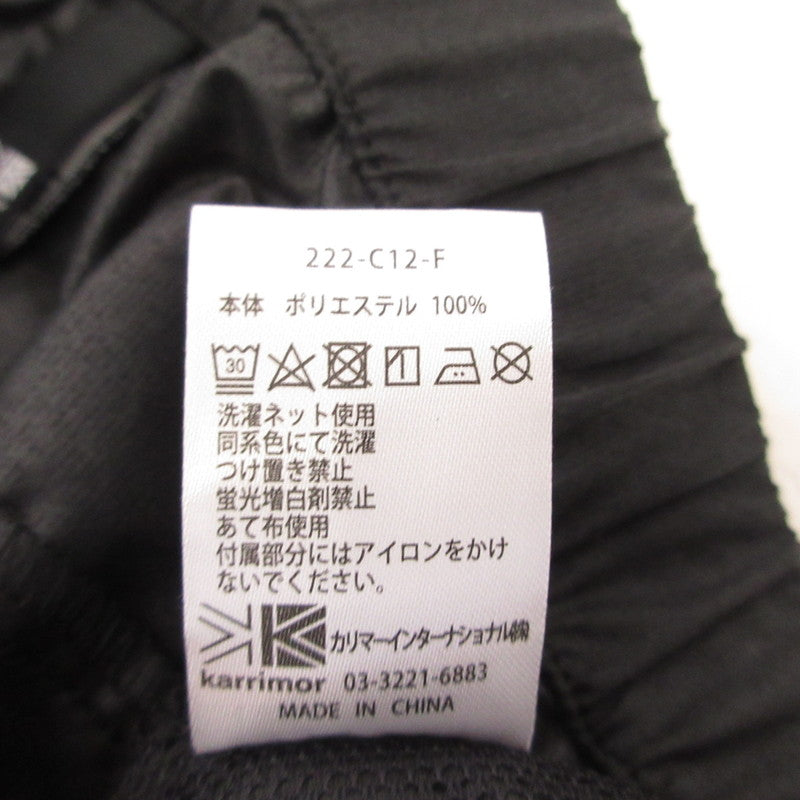 222-C12-F
本体 ポリエステル 100%
30
洗濯ネット使用
同系色にて洗濯
つけ置き禁止
蛍光増白剤禁止
あて布使用
付属部分にはアイロンをかけ
ないでください。
カリマーインターナショナル㈱
karrimor 03-3221-6883
MADE IN CHINA